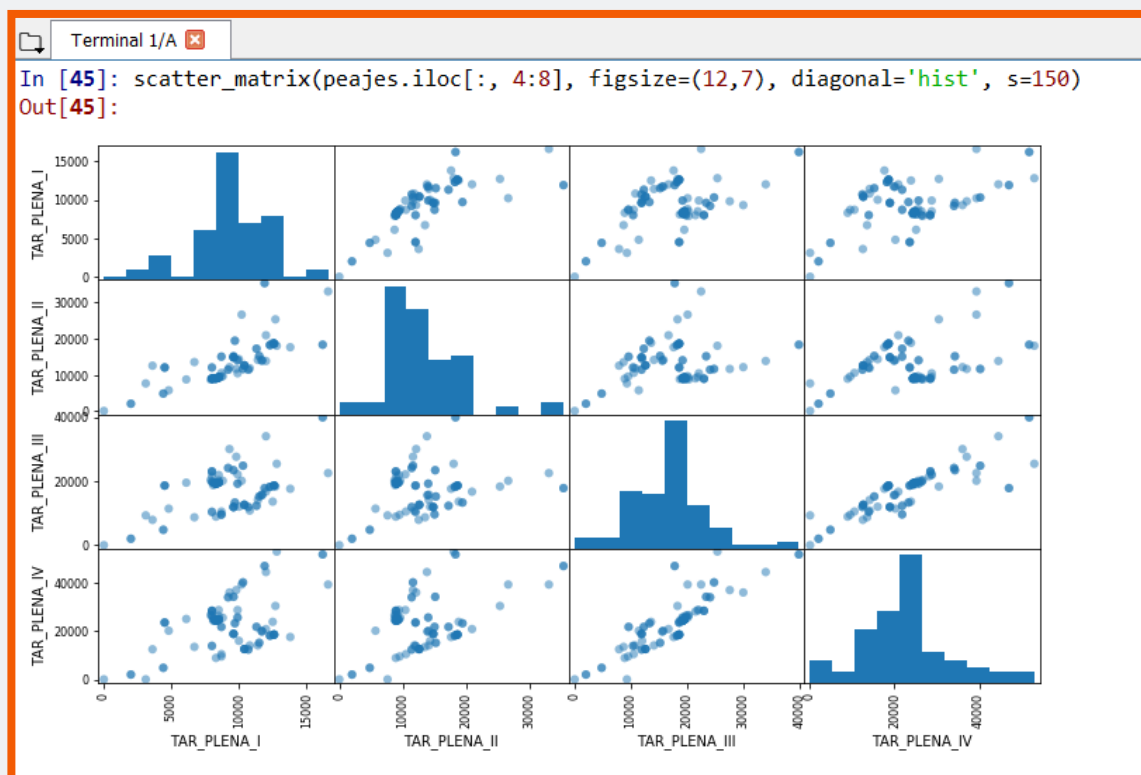 Terminal 1/A
In [45]: scatter_matrix(peajes.iloc[:, 4:8], figsize=(12,7), diagonal='hist', s=150)
Out[45]:
TAR_PLENA_I
15000
10000
5000
0
TAR_PLENA_II
30000
20000
10000
0
TAR_PLENA_III
40000
20000
0
TAR_PLENA_IV
40000
20000
0
0 5000 10000 15000 0 10000 20000 30000 0 10000 20000 30000 40000 0 20000 40000
TAR_PLENA_I TAR_PLENA_II TAR_PLENA_III TAR_PLENA_IV